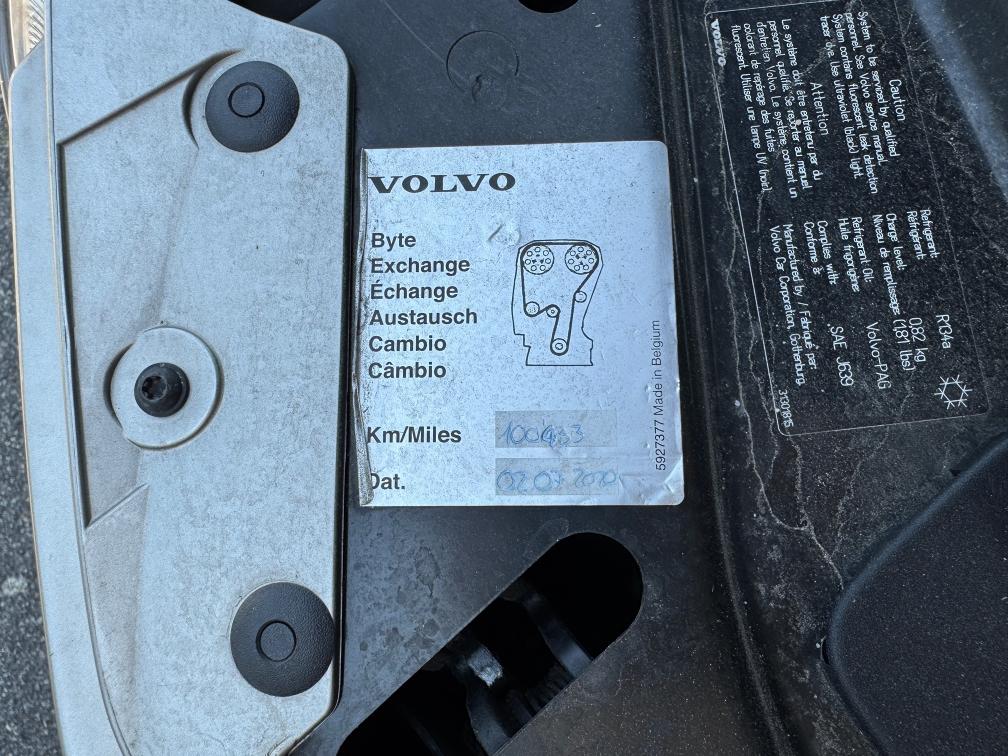 VOLVO
Byte
Exchange
Échange
Austausch
Cambio
Câmbio
Km/Miles 100433
Dat. 02 07 2020
5927377 Made in Belgium
VOLVO
Caution
System to be serviced by qualified
personnel. See Volvo service manual.
System contains fluorescent leak detection
tracer dye. Use ultraviolet (black) light.
Attention
Le système doit être entretenu par du
personnel qualifié. Se reporter au manuel
d'entretien Volvo. Le système, contient un
colorant de repérage des fuites
fluorescent. Utiliser une lampe UV (noire).
Refrigerant R134a
Réfrigérant:
Charge level: 0.82 kg
Niveau de remplissage: (1.81 lbs)
Refrigerant Oil: Volvo-PAG
Huile frigorigène:
Complies with: SAE J639
Conforme à:
Manufactured by / Fabriqué par:
Volvo Car Corporation, Gothenburg
31301815